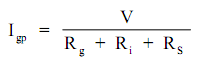 I_gp = V / (R_g + R_i + R_S)